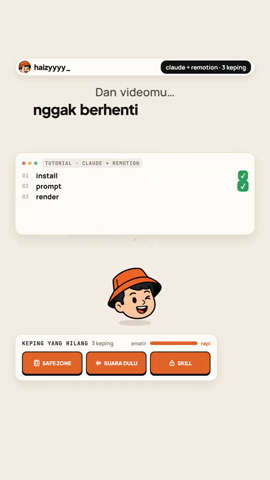 haizyyyy_
claude + remotion · 3 keping
Dan videomu...
nggak berhenti
TUTORIAL · CLAUDE + REMOTION
01 install
02 prompt
03 render
KEPING YANG HILANG 3 keping amatir rapi
SAFEZONE SUARA DULU SKILL